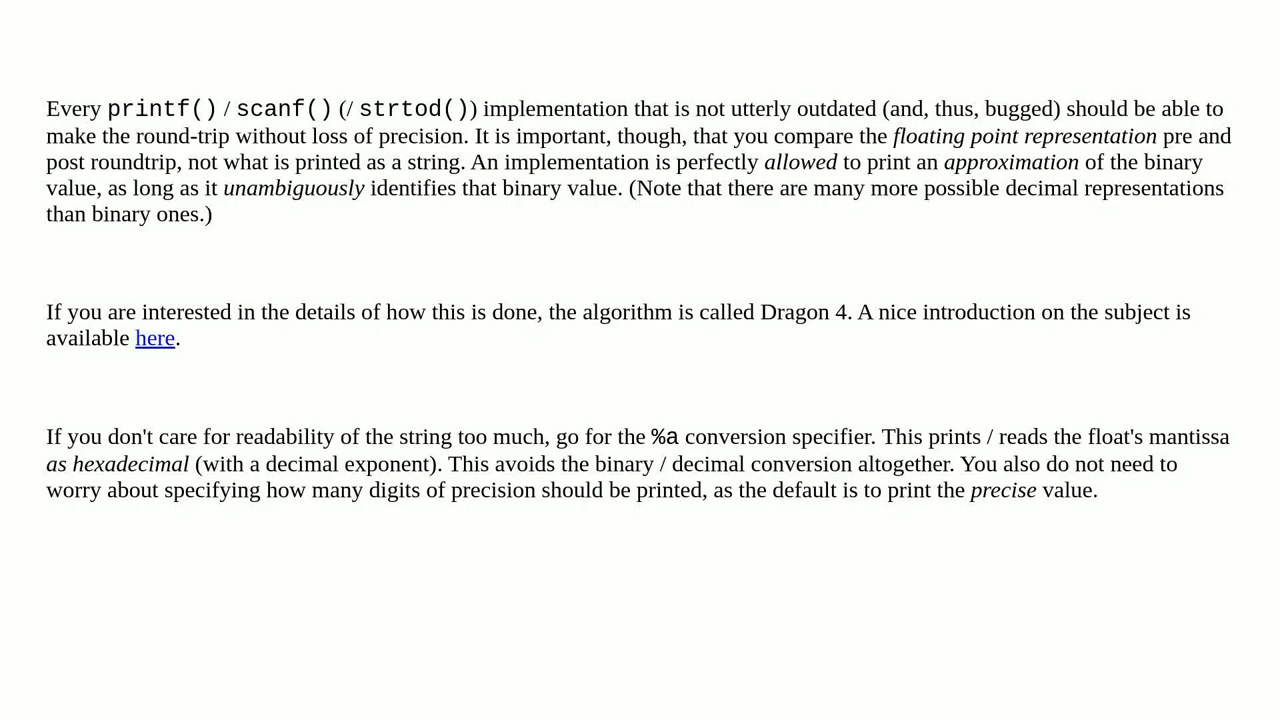 Every printf() / scanf() (/ strtod()) implementation that is not utterly outdated (and, thus, bugged) should be able to
make the round-trip without loss of precision. It is important, though, that you compare the floating point representation pre and
post roundtrip, not what is printed as a string. An implementation is perfectly allowed to print an approximation of the binary
value, as long as it unambiguously identifies that binary value. (Note that there are many more possible decimal representations
than binary ones.)
If you are interested in the details of how this is done, the algorithm is called Dragon 4. A nice introduction on the subject is
available here.
If you don't care for readability of the string too much, go for the %a conversion specifier. This prints / reads the float's mantissa
as hexadecimal (with a decimal exponent). This avoids the binary / decimal conversion altogether. You also do not need to
worry about specifying how many digits of precision should be printed, as the default is to print the precise value.